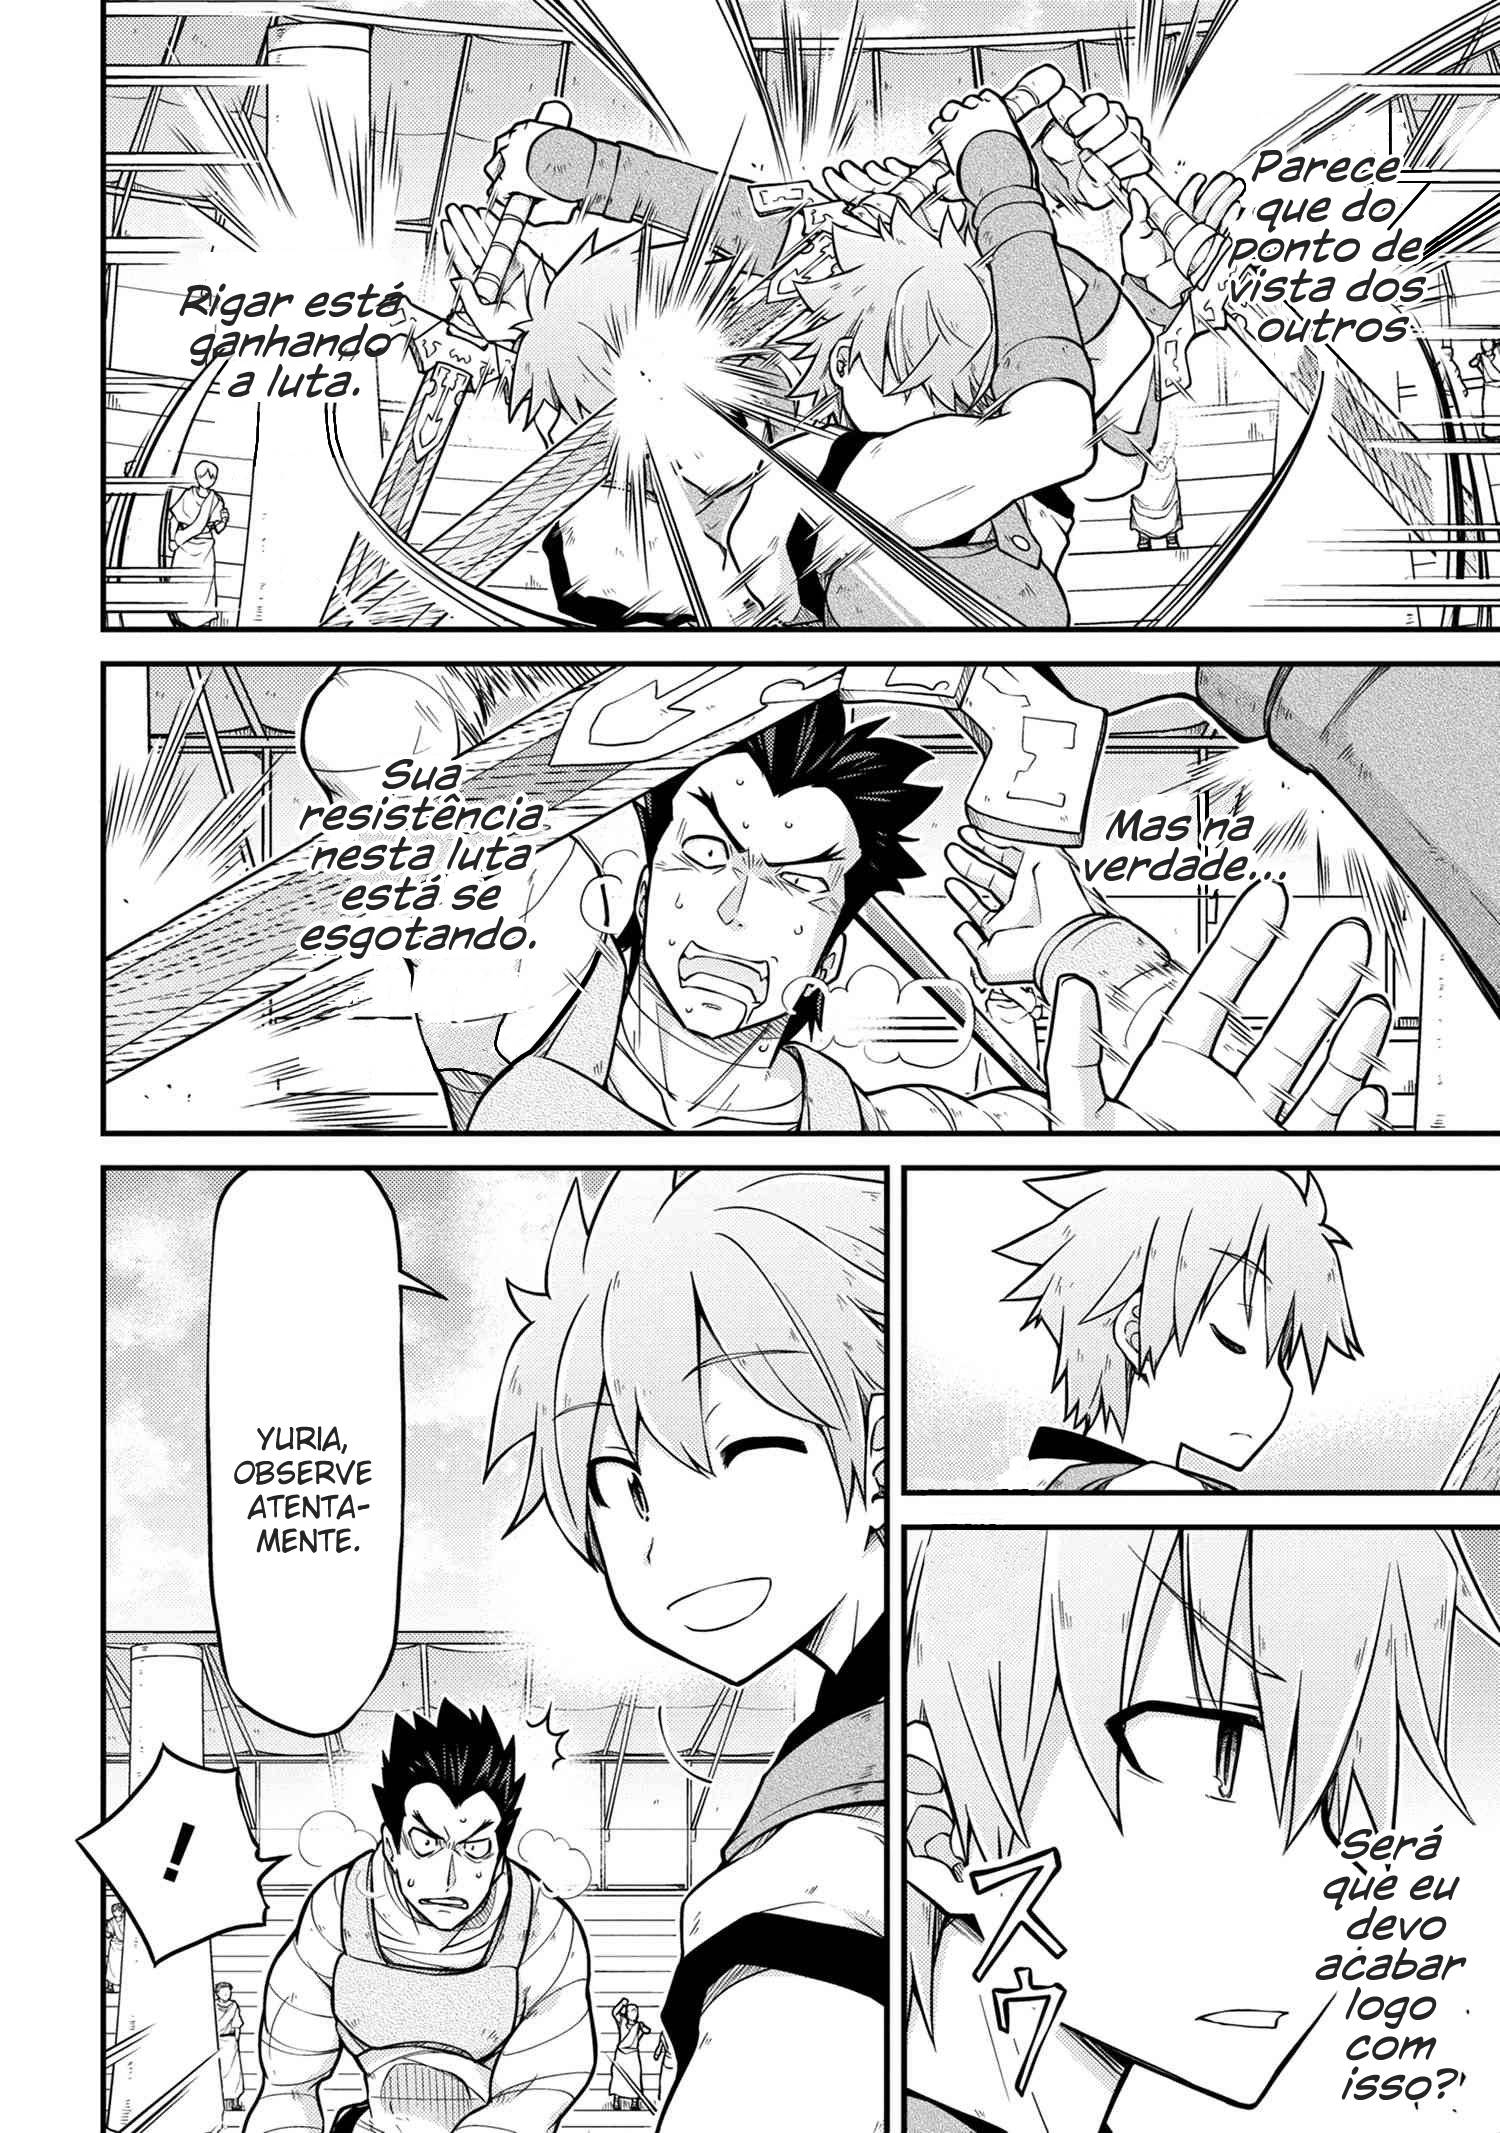 Parece
que do
ponto de
vista dos
outros
Rigar está
ganhando
a luta.
Mas na
verdade...
Sua
resistência
nesta luta
está se
esgotando.
スゥ
Será
que eu
devo
acabar
logo
com
isso?
YURIA,
OBSERVE
ATENTA-
MENTE.
!